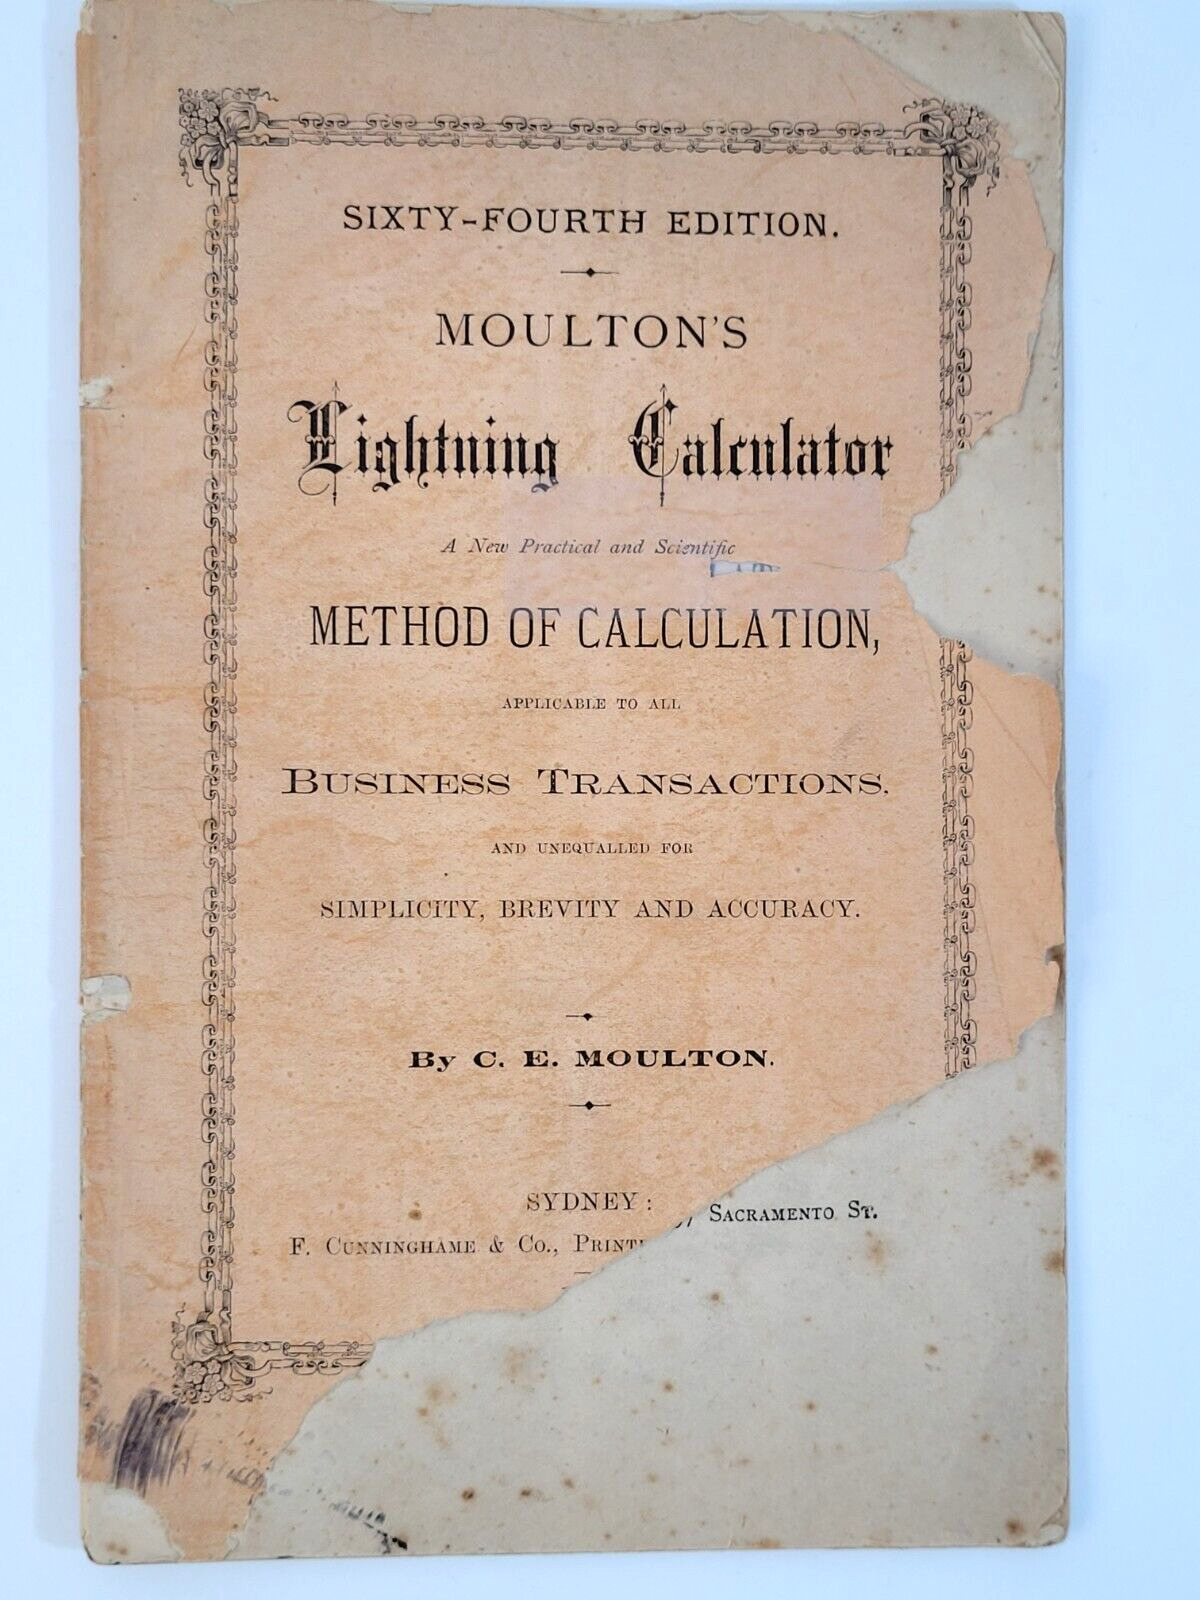 SIXTY-FOURTH EDITION.
MOULTON'S
Lightning Calculator
A New Practical and Scientific
METHOD OF CALCULATION,
APPLICABLE TO ALL
BUSINESS TRANSACTIONS.
AND UNEQUALLED FOR
SIMPLICITY, BREVITY AND ACCURACY.
By C. E. MOULTON.
SYDNEY:
SACRAMENTO ST.
F. CUNNINGHAME & CO.,